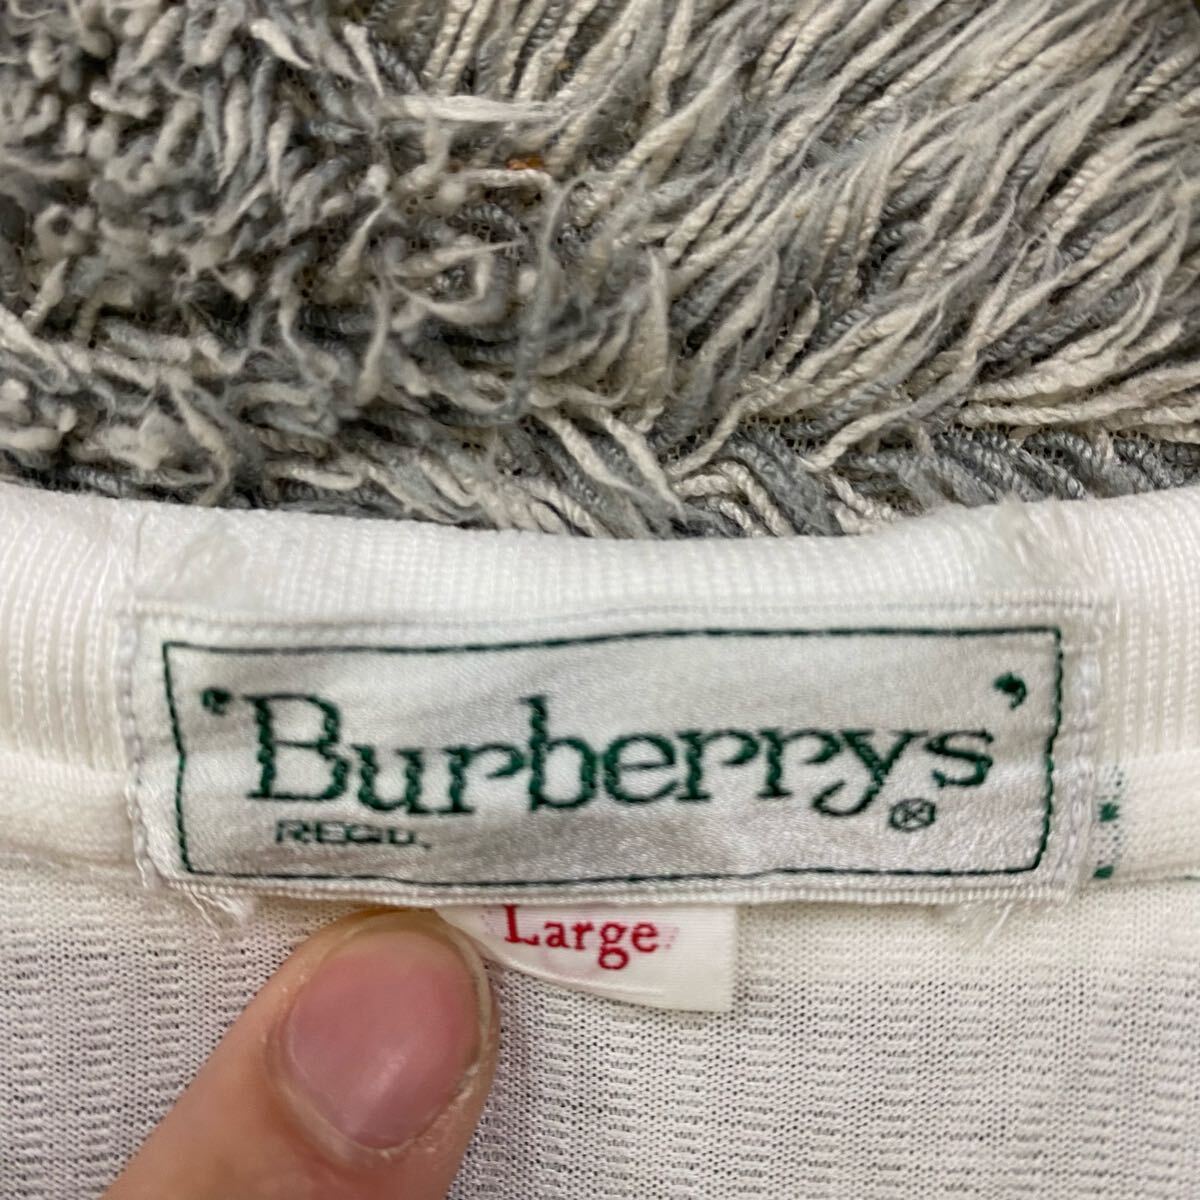 'Burberrys'
REGD. ®
Large